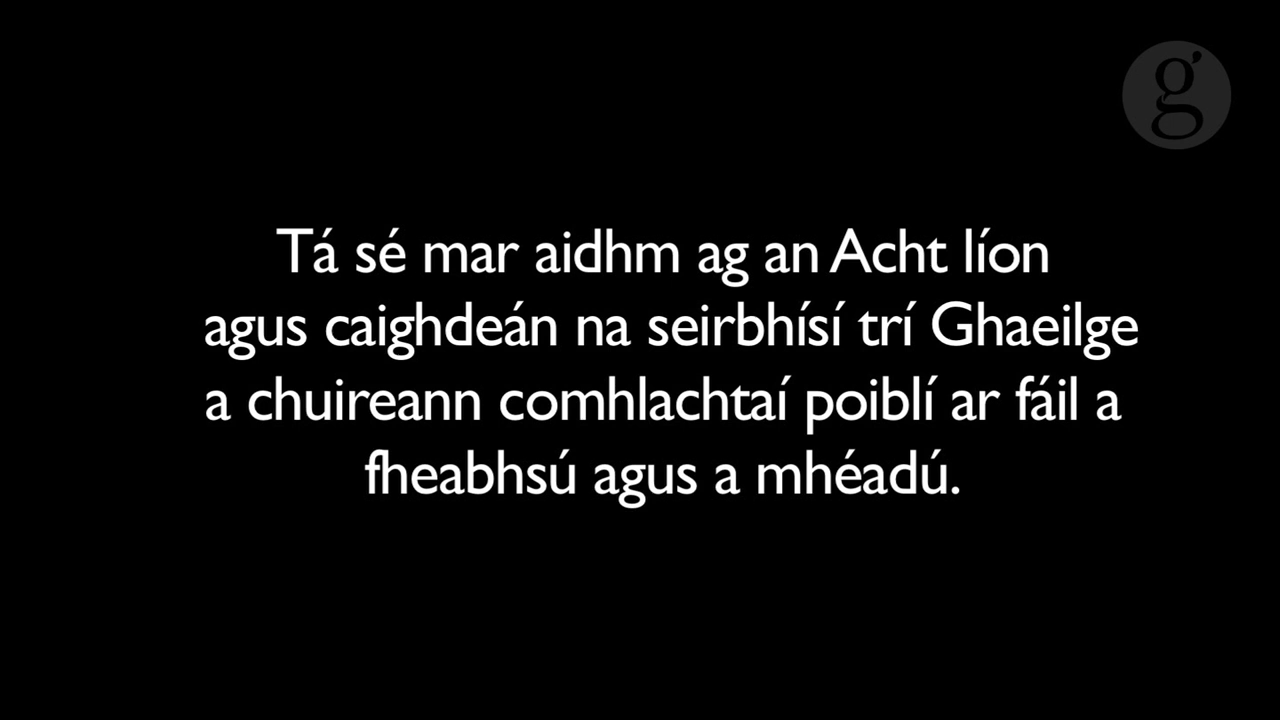 g
Tá sé mar aidhm ag an Acht líon
agus caighdeán na seirbhísí trí Ghaeilge
a chuireann comhlachtaí poiblí ar fáil a
fheabhsú agus a mhéadú.